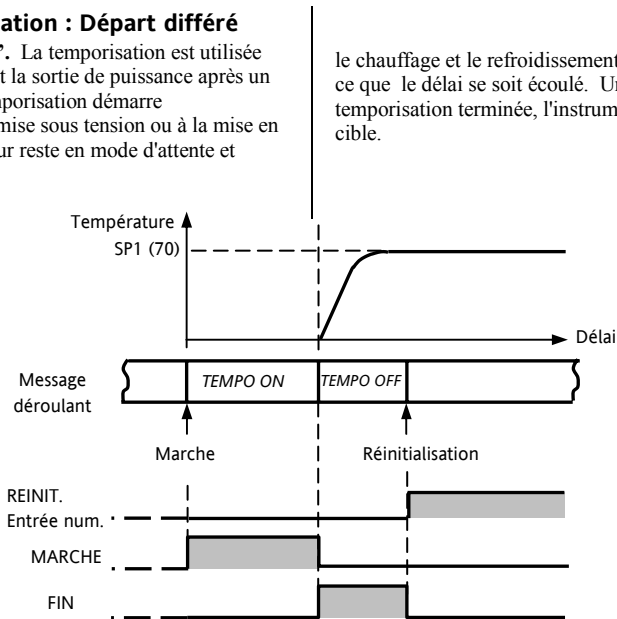 ation : Départ différé
La temporisation est utilisée
t la sortie de puissance après un
mporisation démarre
mise sous tension ou à la mise en
ur reste en mode d'attente et
le chauffage et le refroidissement
ce que le délai se soit écoulé. Un
temporisation terminée, l'instrum
cible.
Température
SP1 (70)
Délai
Message
déroulant
TEMPO ON
TEMPO OFF
Marche
Réinitialisation
REINIT.
Entrée num.
MARCHE
FIN